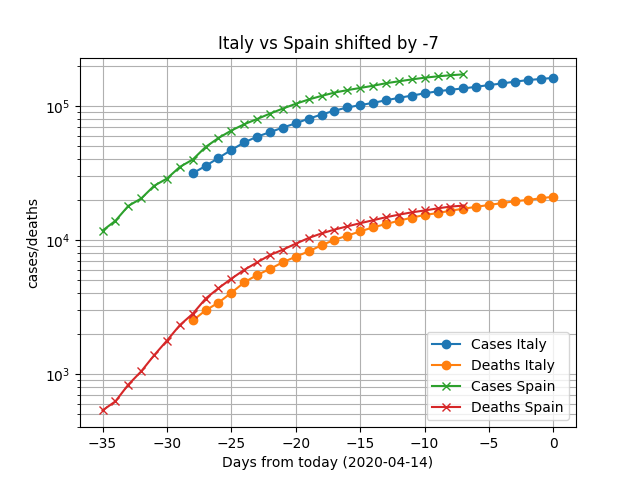 Italy vs Spain shifted by -7
cases/deaths
10^5
10^4
10^3
−35 −30 −25 −20 −15 −10 −5 0
Days from today (2020-04-14)
Cases Italy
Deaths Italy
Cases Spain
Deaths Spain